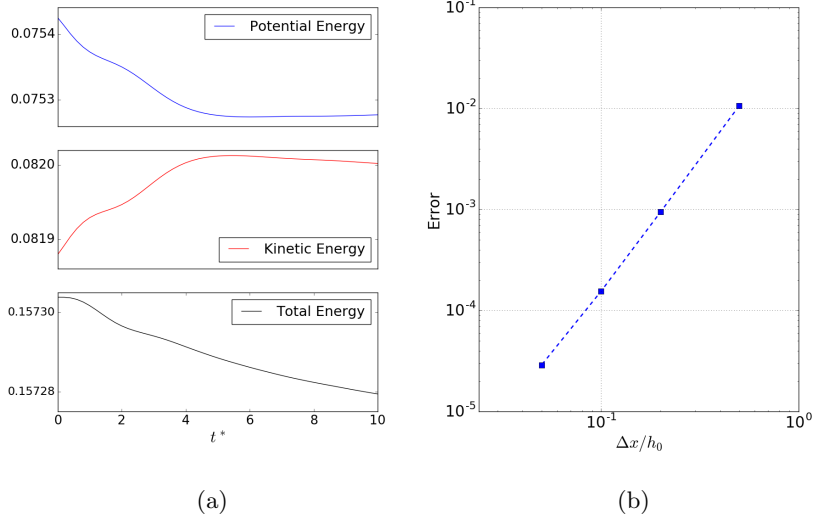 0.0754
0.0753
Potential Energy
0.0820
0.0819
Kinetic Energy
0.15730
0.15728
Total Energy
0 2 4 6 8 10
t*
(a)
10^-1
10^-2
10^-3
10^-4
10^-5
Error
10^-1 10^0
Δx/h₀
(b)